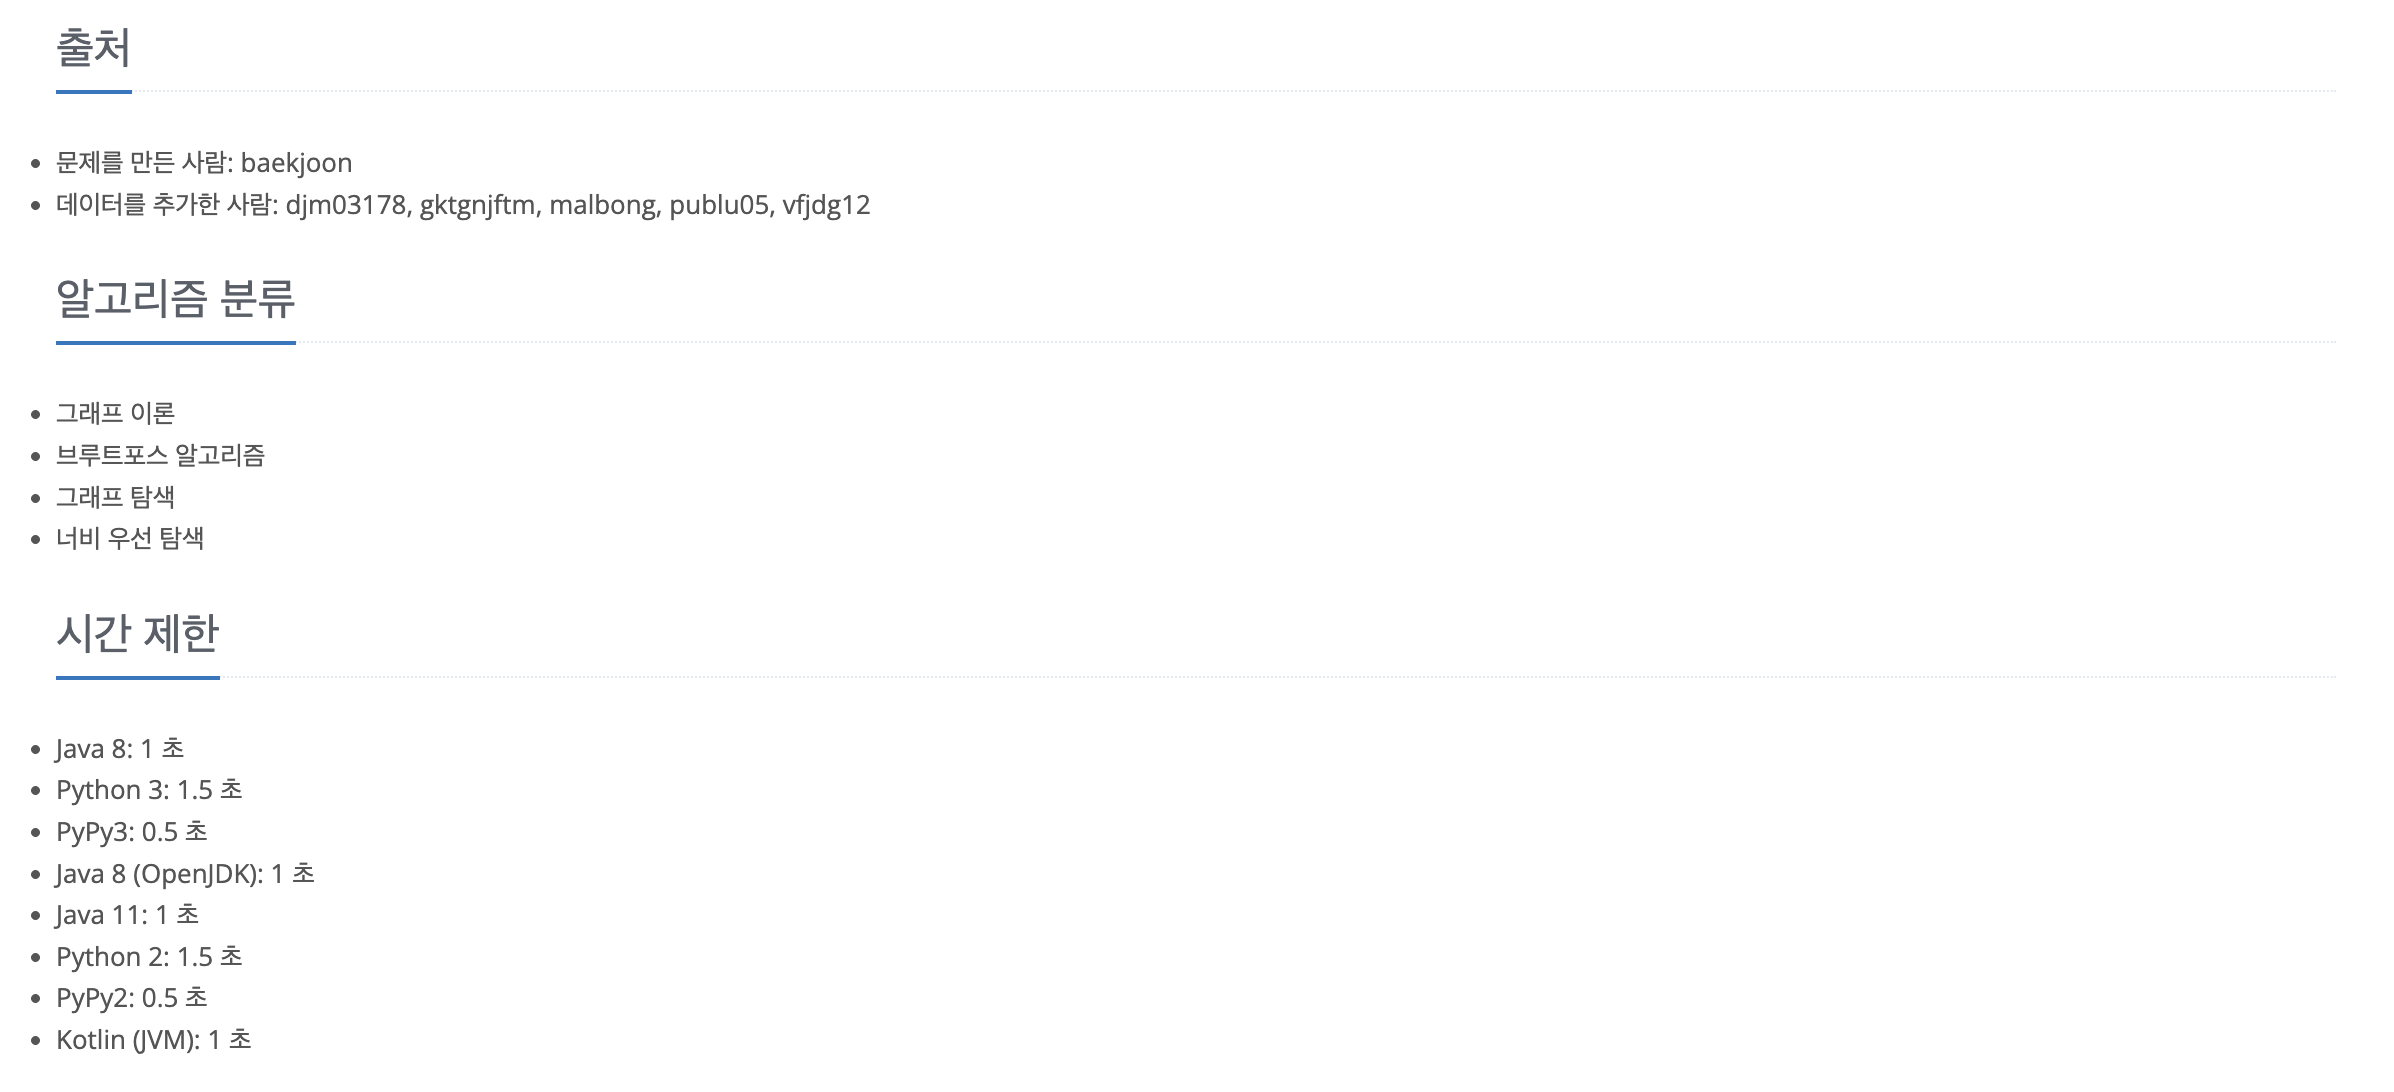 출처
문제를 만든 사람: baekjoon
데이터를 추가한 사람: djm03178, gktgnjftm, malbong, publu05, vfjdg12
알고리즘 분류
그래프 이론
브루트포스 알고리즘
그래프 탐색
너비 우선 탐색
시간 제한
Java 8: 1 초
Python 3: 1.5 초
PyPy3: 0.5 초
Java 8 (OpenJDK): 1 초
Java 11: 1 초
Python 2: 1.5 초
PyPy2: 0.5 초
Kotlin (JVM): 1 초